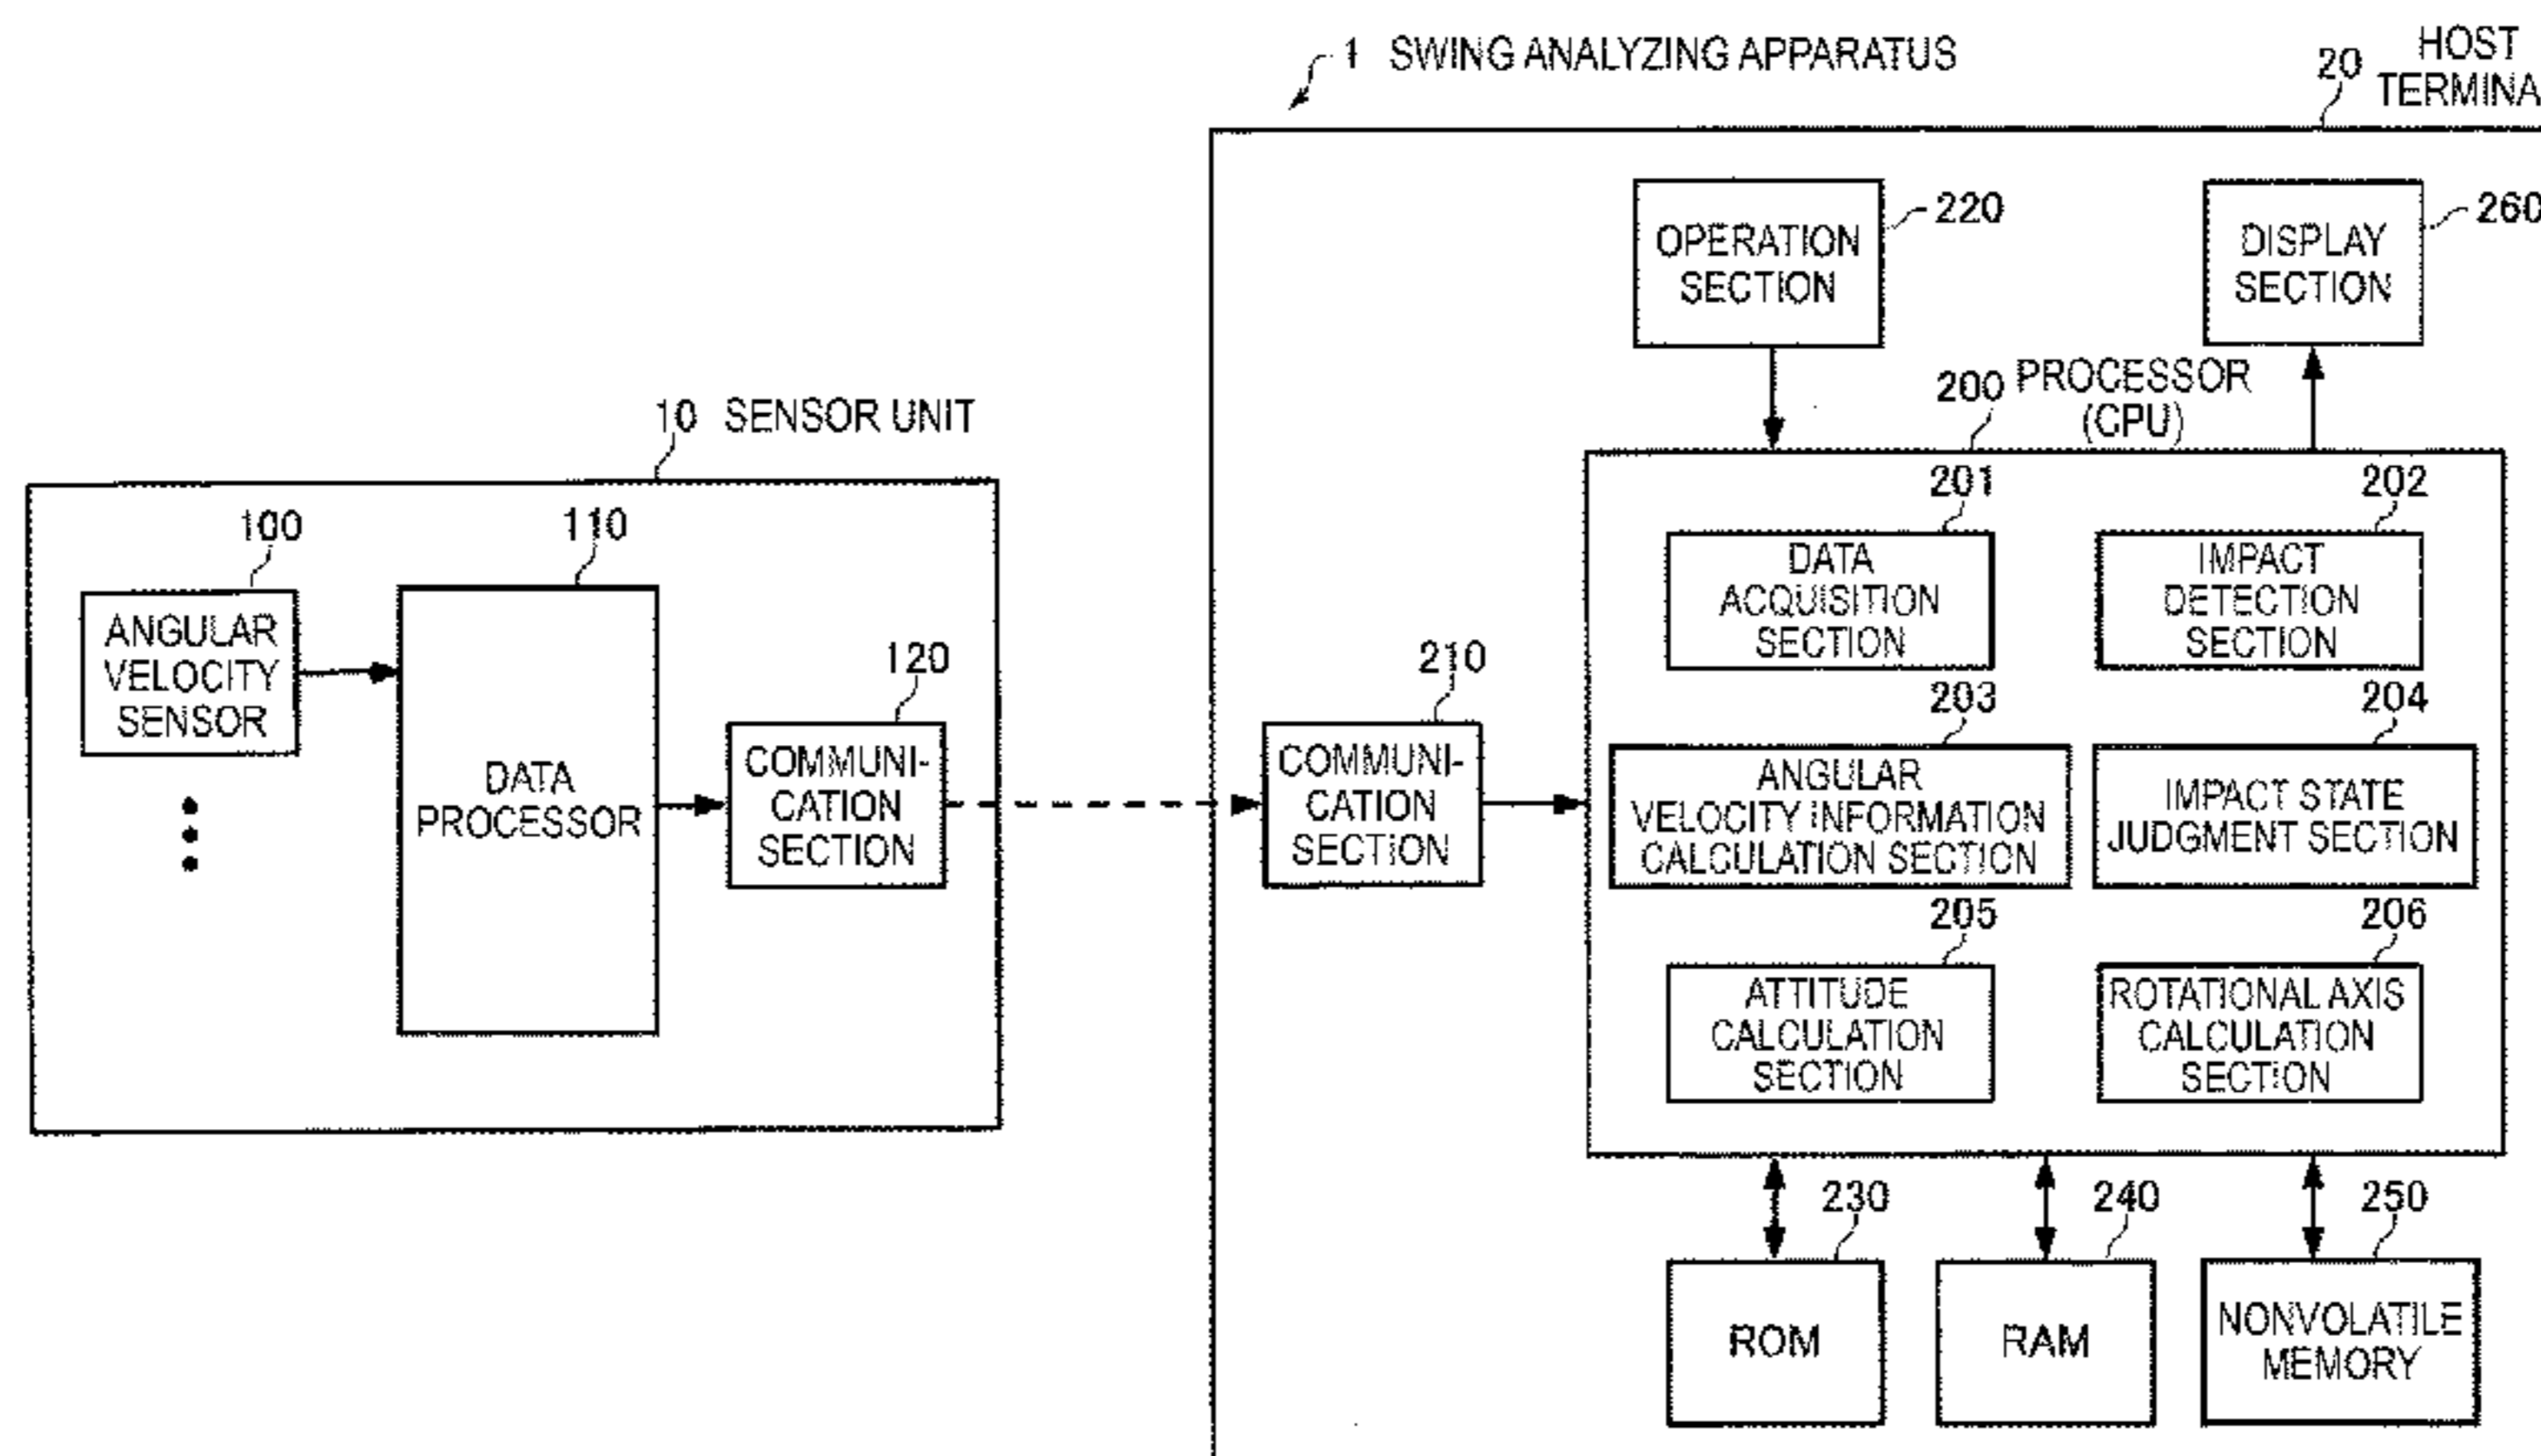 1 SWING ANALYZING APPARATUS
20 HOST
TERMINA
OPERATION
SECTION
220
DISPLAY
SECTION
260
10 SENSOR UNIT
200 PROCESSOR
(CPU)
100
ANGULAR
VELOCITY
SENSOR
110
DATA
PROCESSOR
120
COMMUNI-
CATION
SECTION
210
COMMUNI-
CATION
SECTION
201
DATA
ACQUISITION
SECTION
202
IMPACT
DETECTION
SECTION
203
ANGULAR
VELOCITY INFORMATION
CALCULATION SECTION
204
IMPACT STATE
JUDGMENT SECTION
205
ATTITUDE
CALCULATION
SECTION
206
ROTATIONAL AXIS
CALCULATION
SECTION
230
ROM
240
RAM
250
NONVOLATILE
MEMORY